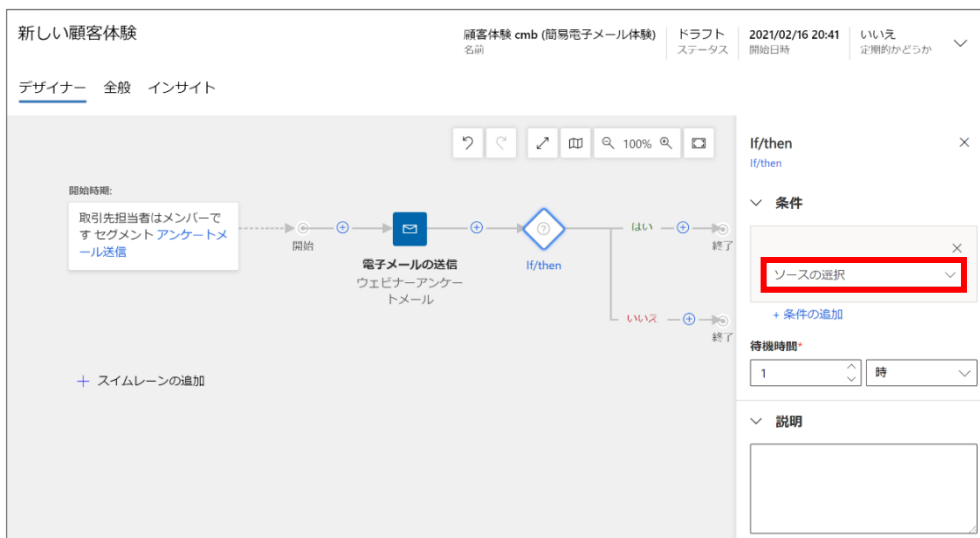 新しい顧客体験
顧客体験 cmb (簡易電子メール体験)
名前
ドラフト
ステータス
2021/02/16 20:41
開始日時
いいえ
定期的かどうか
デザイナー 全般 インサイト
100%
開始時期:
取引先担当者はメンバーで
す セグメント アンケートメ
ール送信
開始
電子メールの送信
ウェビナーアンケー
トメール
If/then
はい
終了
いいえ
終了
+ スイムレーンの追加
If/then
If/then
条件
ソースの選択
+ 条件の追加
待機時間*
1
時
説明